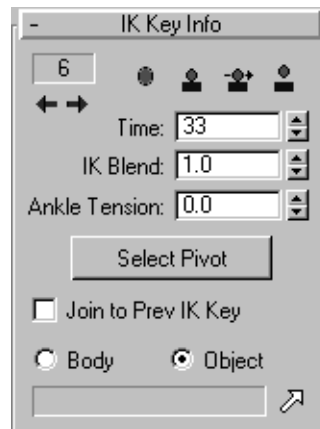 - IK Key Info
6
Time: 33
IK Blend: 1.0
Ankle Tension: 0.0
Select Pivot
Join to Prev IK Key
Body Object